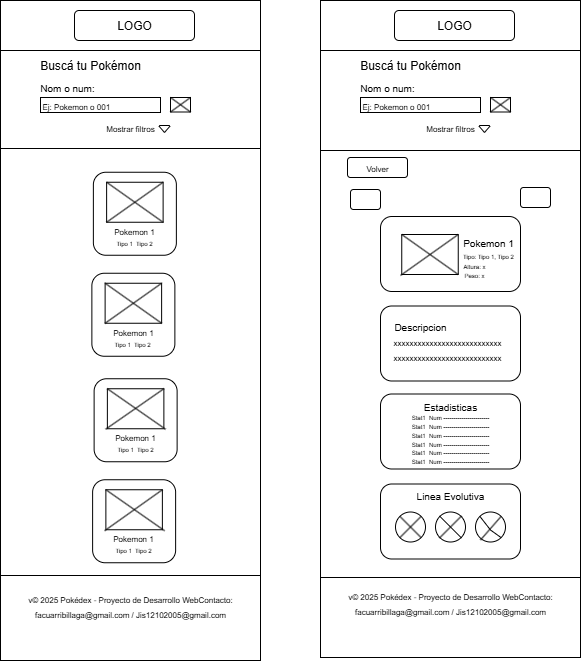 LOGO
Buscá tu Pokémon
Nom o num:
Ej: Pokemon o 001
Mostrar filtros
Pokemon 1
Tipo 1 Tipo 2
Pokemon 1
Tipo 1 Tipo 2
Pokemon 1
Tipo 1 Tipo 2
Pokemon 1
Tipo 1 Tipo 2
v© 2025 Pokédex - Proyecto de Desarrollo WebContacto:
facuarribillaga@gmail.com / Jis12102005@gmail.com
LOGO
Buscá tu Pokémon
Nom o num:
Ej: Pokemon o 001
Mostrar filtros
Volver
Pokemon 1
Tipo: Tipo 1, Tipo 2
Altura: x
Peso: x
Descripcion
xxxxxxxxxxxxxxxxxxxxxxxxxxx
xxxxxxxxxxxxxxxxxxxxxxxxxxx
Estadisticas
Stat1 Num -----------------------
Stat1 Num -----------------------
Stat1 Num -----------------------
Stat1 Num -----------------------
Stat1 Num -----------------------
Stat1 Num -----------------------
Linea Evolutiva
v© 2025 Pokédex - Proyecto de Desarrollo WebContacto:
facuarribillaga@gmail.com / Jis12102005@gmail.com